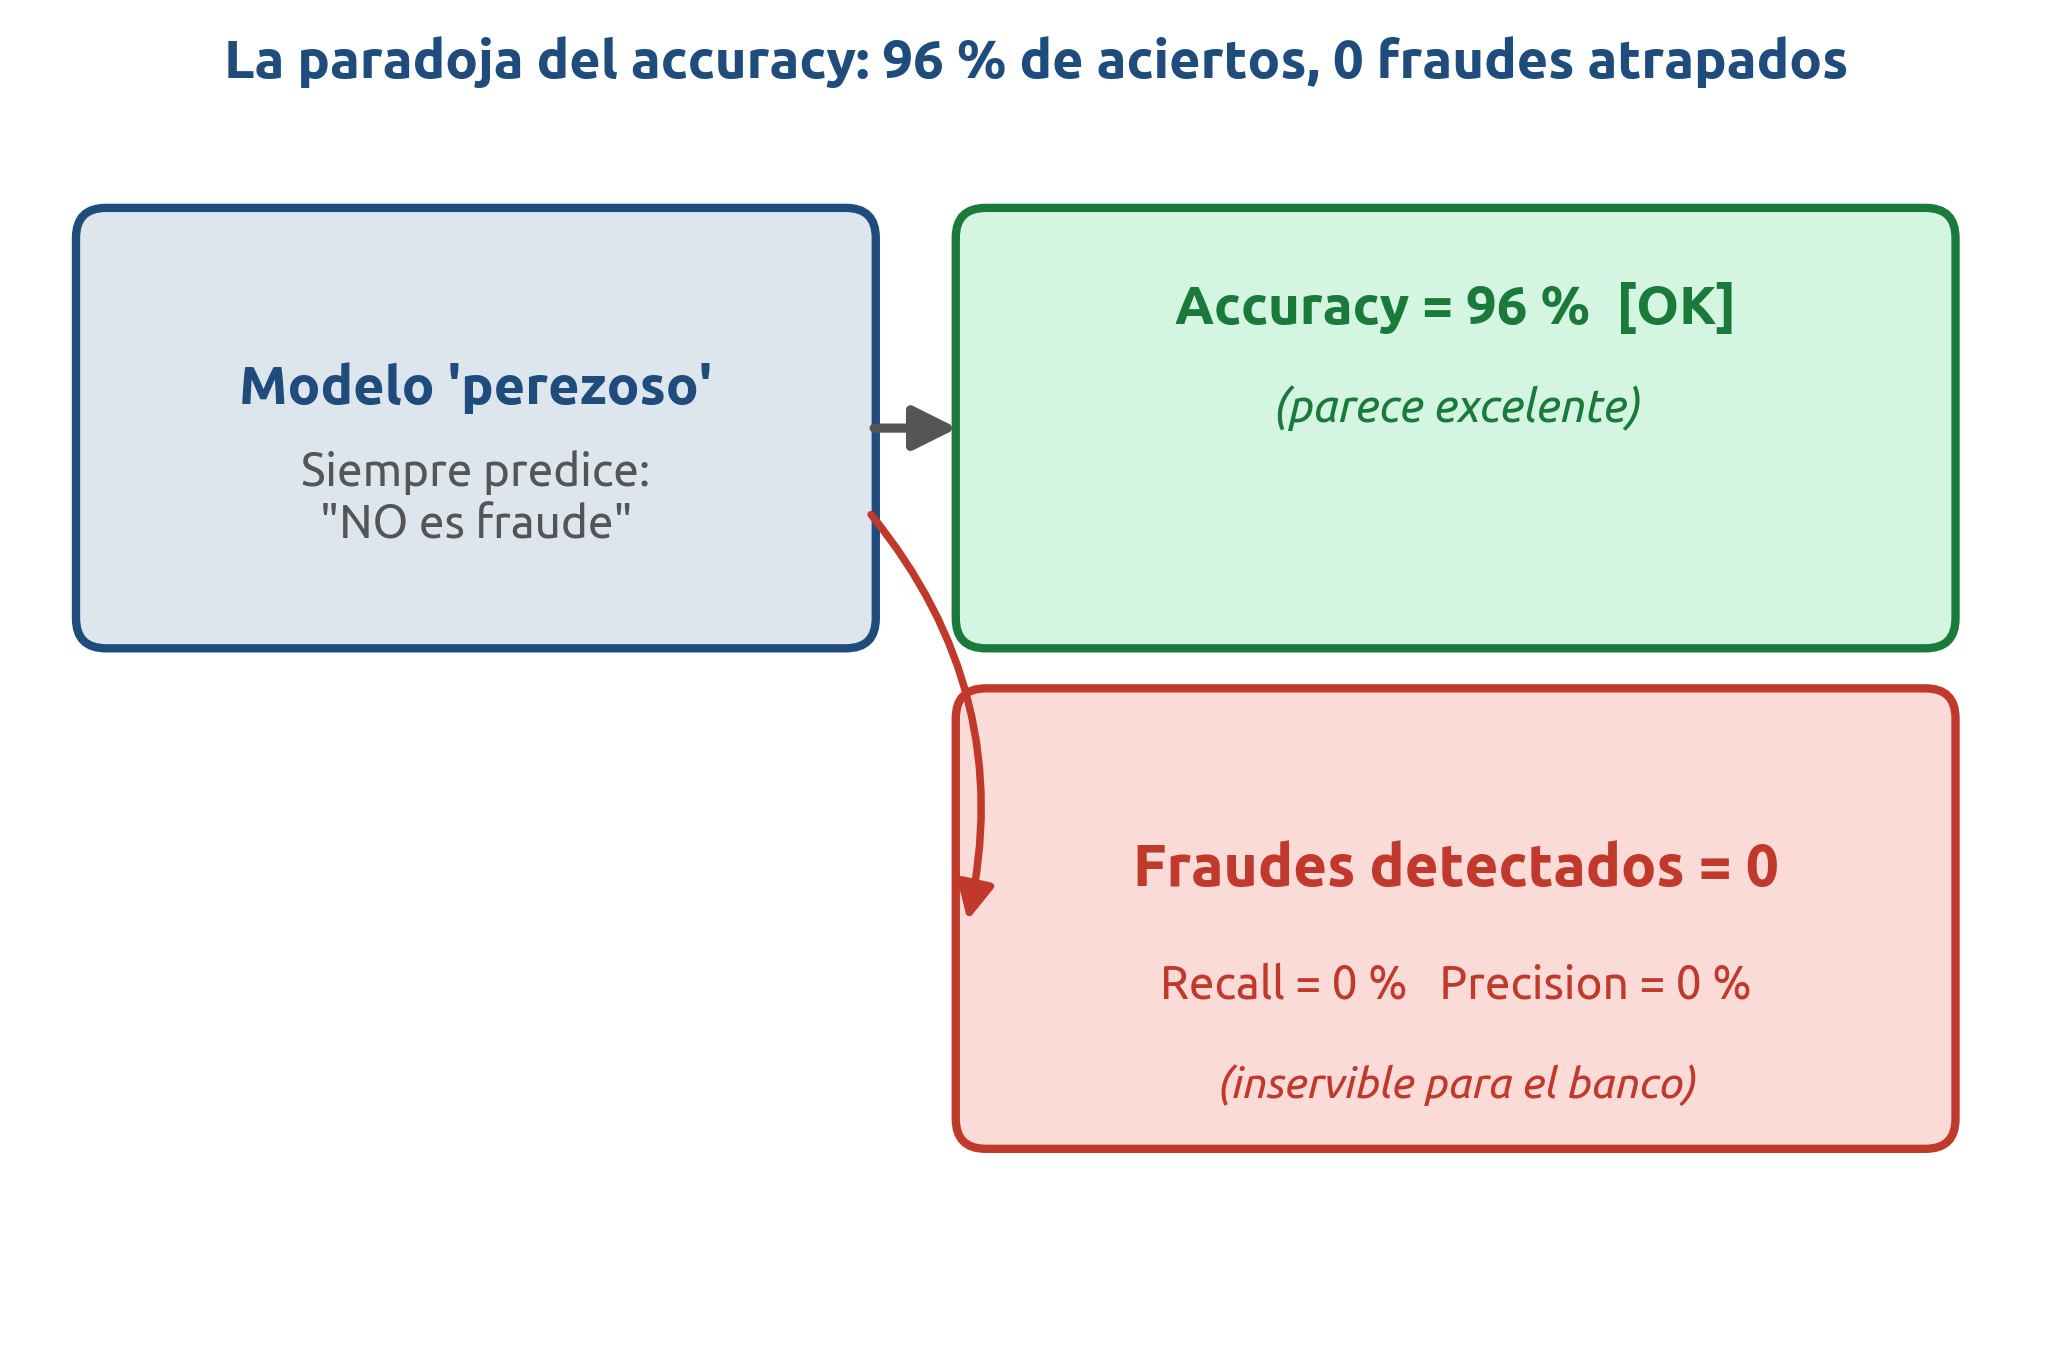 La paradoja del accuracy: 96 % de aciertos, 0 fraudes atrapados
Modelo 'perezoso'
Siempre predice:
"NO es fraude"
Accuracy = 96 %  [OK]
(parece excelente)
Fraudes detectados = 0
Recall = 0 %   Precision = 0 %
(inservible para el banco)